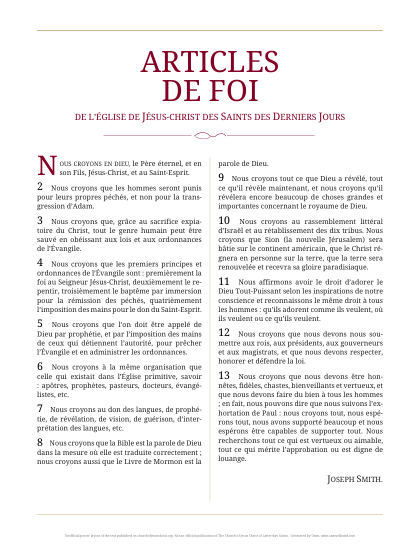 ARTICLES
DE FOI
DE L'ÉGLISE DE JÉSUS-CHRIST DES SAINTS DES DERNIERS JOURS
NOUS CROYONS EN DIEU, le Père éternel, et en
son Fils, Jésus-Christ, et au Saint-Esprit.
2 Nous croyons que les hommes seront punis
pour leurs propres péchés, et non pour la trans-
gression d'Adam.
3 Nous croyons que, grâce au sacrifice expia-
toire du Christ, tout le genre humain peut être
sauvé en obéissant aux lois et aux ordonnances
de l'Évangile.
4 Nous croyons que les premiers principes et
ordonnances de l'Évangile sont : premièrement la
foi au Seigneur Jésus-Christ, deuxièmement le re-
pentir, troisièmement le baptême par immersion
pour la rémission des péchés, quatrièmement
l'imposition des mains pour le don du Saint-Esprit.
5 Nous croyons que l'on doit être appelé de
Dieu par prophétie, et par l'imposition des mains
de ceux qui détiennent l'autorité, pour prêcher
l'Évangile et en administrer les ordonnances.
6 Nous croyons à la même organisation que
celle qui existait dans l'Église primitive, savoir
: apôtres, prophètes, pasteurs, docteurs, évangé-
listes, etc.
7 Nous croyons au don des langues, de prophé-
tie, de révélation, de vision, de guérison, d'inter-
prétation des langues, etc.
8 Nous croyons que la Bible est la parole de Dieu
dans la mesure où elle est traduite correctement ;
nous croyons aussi que le Livre de Mormon est la
parole de Dieu.
9 Nous croyons tout ce que Dieu a révélé, tout
ce qu'il révèle maintenant, et nous croyons qu'il
révélera encore beaucoup de choses grandes et
importantes concernant le royaume de Dieu.
10 Nous croyons au rassemblement littéral
d'Israël et au rétablissement des dix tribus. Nous
croyons que Sion (la nouvelle Jérusalem) sera
bâtie sur le continent américain, que le Christ ré-
gnera en personne sur la terre, que la terre sera
renouvelée et recevra sa gloire paradisiaque.
11 Nous affirmons avoir le droit d'adorer le
Dieu Tout-Puissant selon les inspirations de notre
conscience et reconnaissons le même droit à tous
les hommes : qu'ils adorent comme ils veulent, où
ils veulent ou ce qu'ils veulent.
12 Nous croyons que nous devons nous sou-
mettre aux rois, aux présidents, aux gouverneurs
et aux magistrats, et que nous devons respecter,
honorer et défendre la loi.
13 Nous croyons que nous devons être hon-
nêtes, fidèles, chastes, bienveillants et vertueux, et
que nous devons faire du bien à tous les hommes
; en fait, nous pouvons dire que nous suivons l'ex-
hortation de Paul : nous croyons tout, nous espé-
rons tout, nous avons supporté beaucoup et nous
espérons être capables de supporter tout. Nous
recherchons tout ce qui est vertueux ou aimable,
tout ce qui mérite l'approbation ou est digne de
louange.
JOSEPH SMITH.